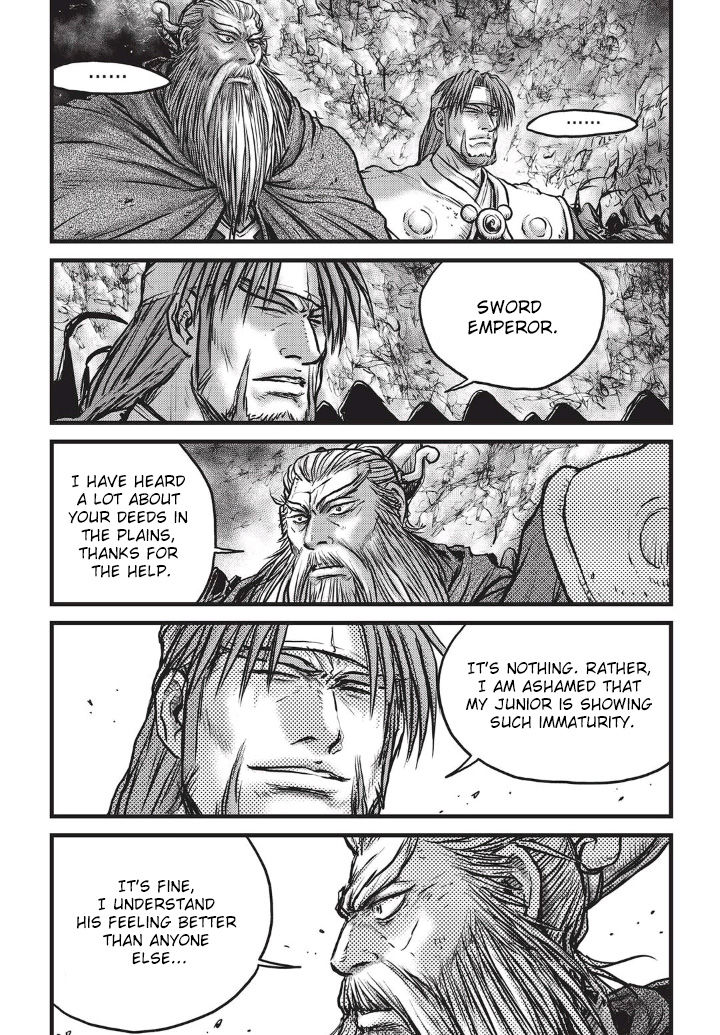 ......
......
SWORD
EMPEROR.
I HAVE HEARD
A LOT ABOUT
YOUR DEEDS IN
THE PLAINS,
THANKS FOR
THE HELP.
IT'S NOTHING. RATHER,
I AM ASHAMED THAT
MY JUNIOR IS SHOWING
SUCH IMMATURITY.
IT'S FINE,
I UNDERSTAND
HIS FEELING BETTER
THAN ANYONE
ELSE...